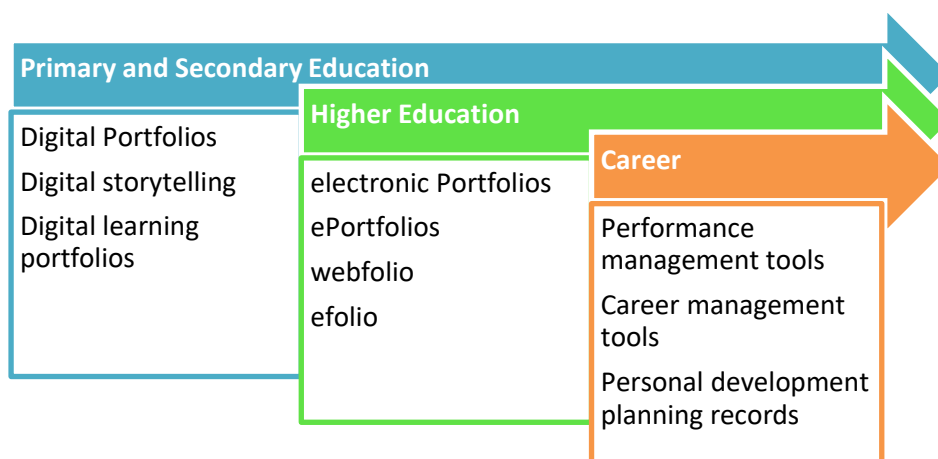 Primary and Secondary Education
Digital Portfolios
Digital storytelling
Digital learning
portfolios
Higher Education
electronic Portfolios
ePortfolios
webfolio
efolio
Career
Performance
management tools
Career management
tools
Personal development
planning records